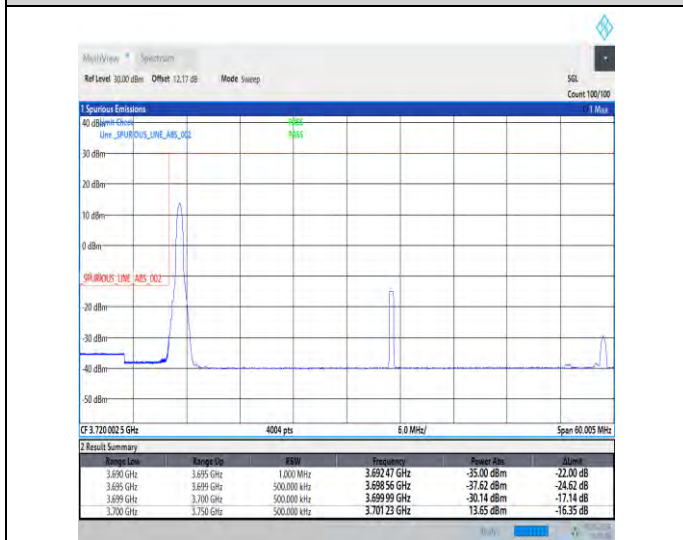 MultiView Spectrum
Ref Level 30.00 dBm Offset 12.17 dB Mode Sweep
SGL
Count 100/100
1 Spurious Emissions 1 Max
40 dBm Limit Check PASS
Line _SPURIOUS_LINE_ABS_002 PASS
30 dBm
20 dBm
10 dBm
0 dBm
_SPURIOUS_LINE_ABS_002
-20 dBm
-30 dBm
-40 dBm
-50 dBm
CF 3.720 002 5 GHz 4004 pts 6.0 MHz/ Span 60.005 MHz
2 Result Summary
Range Low Range Up RBW Frequency Power Abs ΔLimit
3.690 GHz 3.695 GHz 1.000 MHz 3.692 47 GHz -35.00 dBm -22.00 dB
3.695 GHz 3.699 GHz 500.000 kHz 3.698 56 GHz -37.62 dBm -24.62 dB
3.699 GHz 3.700 GHz 500.000 kHz 3.699 99 GHz -30.14 dBm -17.14 dB
3.700 GHz 3.750 GHz 500.000 kHz 3.701 23 GHz 13.65 dBm -16.35 dB
Ready